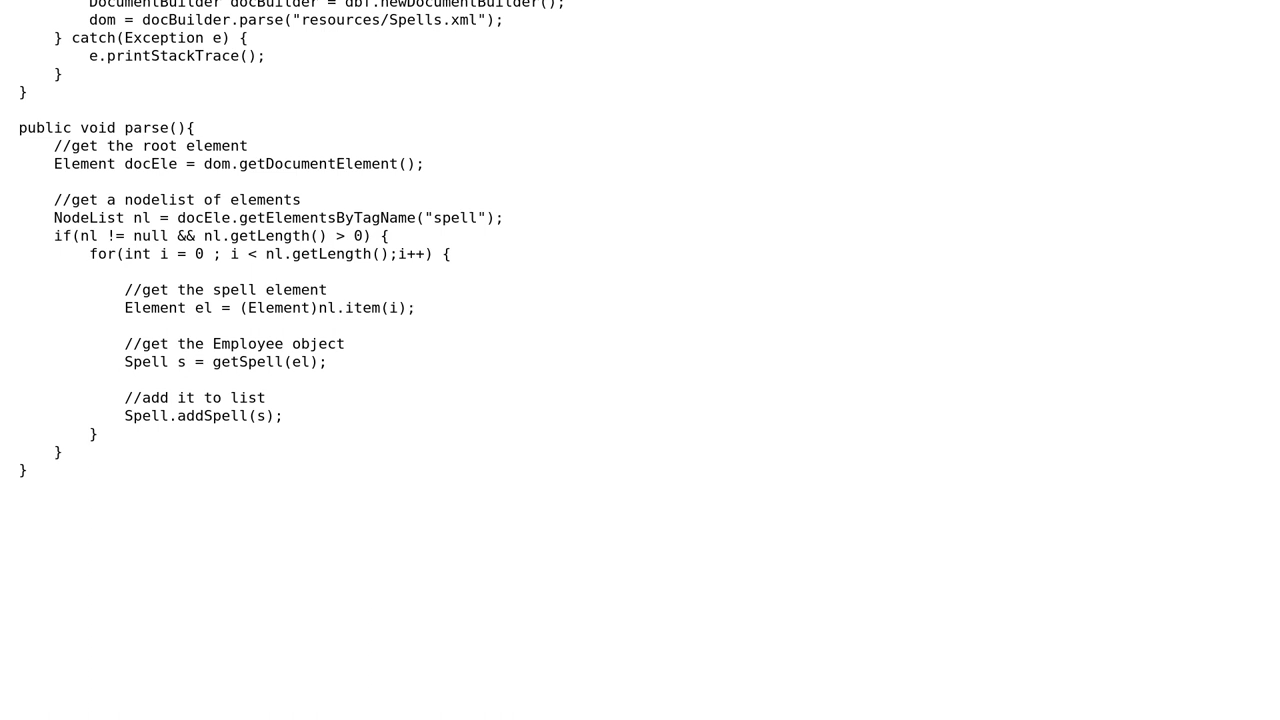 DocumentBuilder docBuilder = dbf.newDocumentBuilder();
        dom = docBuilder.parse("resources/Spells.xml");
    } catch(Exception e) {
        e.printStackTrace();
    }
}

public void parse(){
    //get the root element
    Element docEle = dom.getDocumentElement();

    //get a nodelist of elements
    NodeList nl = docEle.getElementsByTagName("spell");
    if(nl != null && nl.getLength() > 0) {
        for(int i = 0 ; i < nl.getLength();i++) {

            //get the spell element
            Element el = (Element)nl.item(i);

            //get the Employee object
            Spell s = getSpell(el);

            //add it to list
            Spell.addSpell(s);
        }
    }
}